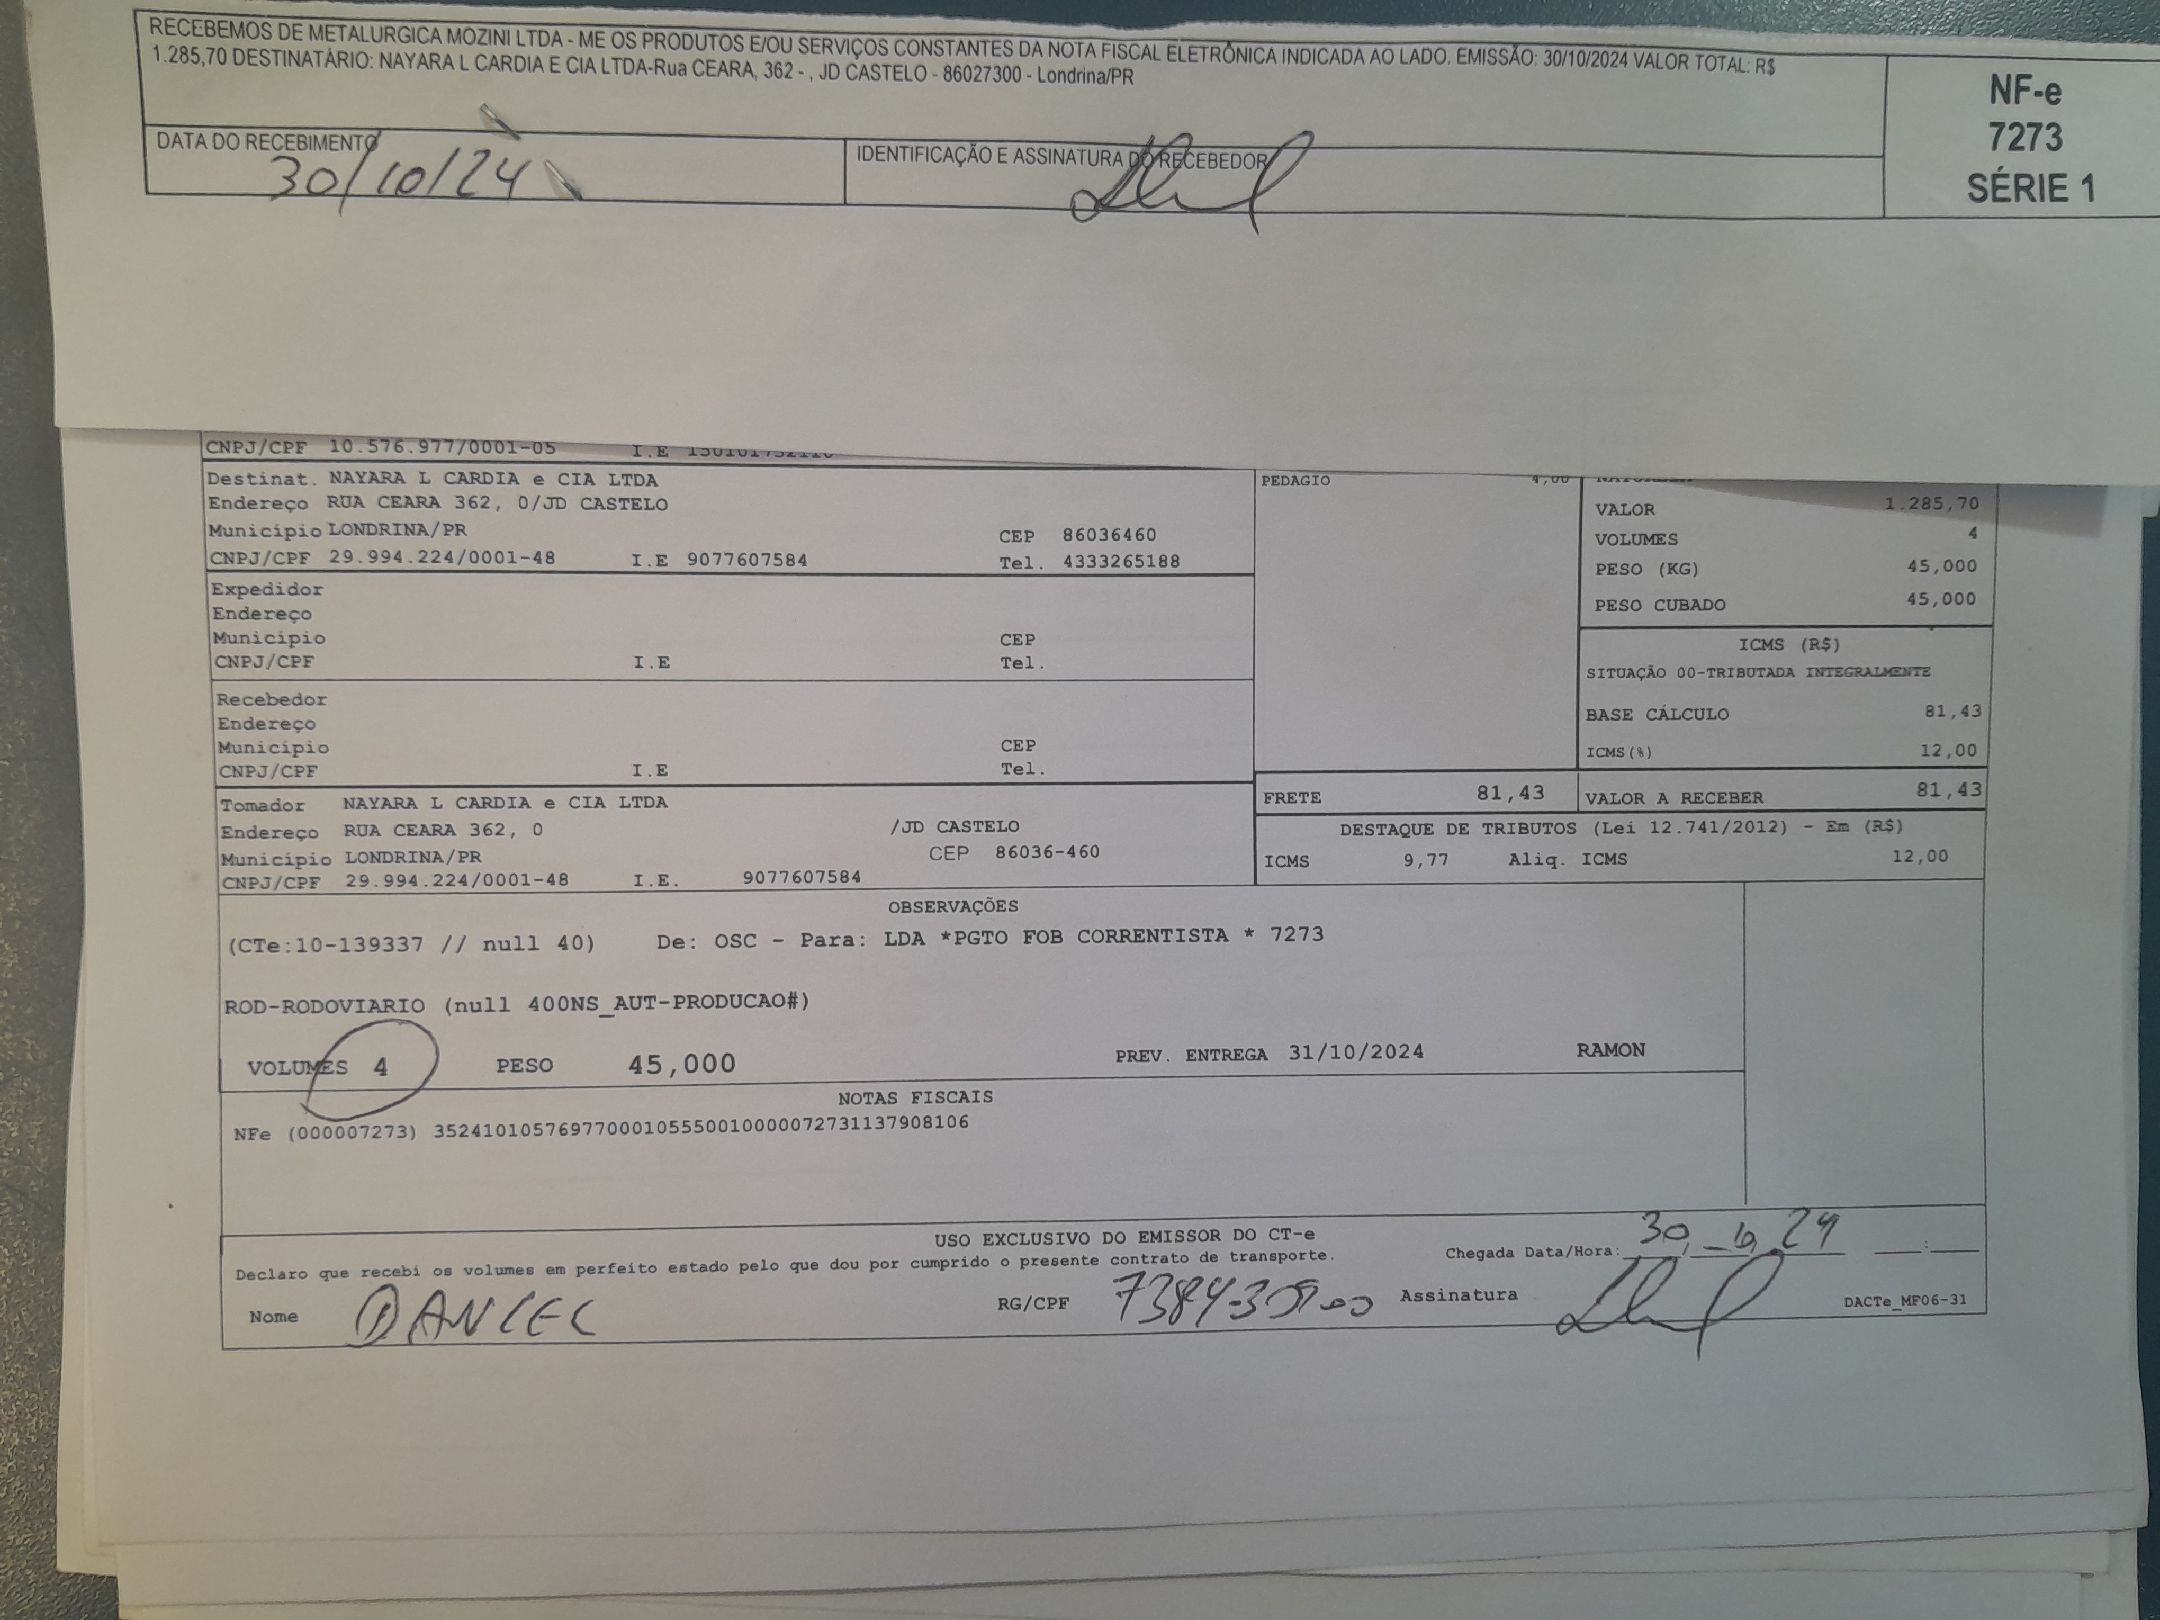 RECEBEMOS DE METALURGICA MOZINI LTDA - ME OS PRODUTOS E/OU SERVIÇOS CONSTANTES DA NOTA FISCAL ELETRÔNICA INDICADA AO LADO. EMISSÃO: 30/10/2024 VALOR TOTAL: R$
1.285,70 DESTINATÁRIO: NAYARA L CARDIA E CIA LTDA-Rua CEARA, 362 - , JD CASTELO - 86027300 - Londrina/PR
NF-e
7273
SÉRIE 1
DATA DO RECEBIMENTO
30/10/24
IDENTIFICAÇÃO E ASSINATURA DO RECEBEDOR
CNPJ/CPF 10.576.977/0001-05 I.E
Destinat. NAYARA L CARDIA e CIA LTDA
Endereço RUA CEARA 362, 0/JD CASTELO
Município LONDRINA/PR CEP 86036460
CNPJ/CPF 29.994.224/0001-48 I.E 9077607584 Tel. 4333265188
Expedidor
Endereço
Município CEP
CNPJ/CPF I.E Tel.
Recebedor
Endereço
Município CEP
CNPJ/CPF I.E Tel.
Tomador NAYARA L CARDIA e CIA LTDA
Endereço RUA CEARA 362, 0 /JD CASTELO
Município LONDRINA/PR CEP 86036-460
CNPJ/CPF 29.994.224/0001-48 I.E. 9077607584
PEDAGIO 4,00
VALOR 1.285,70
VOLUMES 4
PESO (KG) 45,000
PESO CUBADO 45,000
ICMS (R$)
SITUAÇÃO 00-TRIBUTADA INTEGRALMENTE
BASE CÁLCULO 81,43
ICMS(%) 12,00
FRETE 81,43 VALOR A RECEBER 81,43
DESTAQUE DE TRIBUTOS (Lei 12.741/2012) - Em (R$)
ICMS 9,77 Aliq. ICMS 12,00
OBSERVAÇÕES
(CTe:10-139337 // null 40) De: OSC - Para: LDA *PGTO FOB CORRENTISTA * 7273
ROD-RODOVIARIO (null 400NS_AUT-PRODUCAO#)
VOLUMES 4 PESO 45,000 PREV. ENTREGA 31/10/2024 RAMON
NOTAS FISCAIS
NFe (000007273) 35241010576977000105550010000072731137908106
USO EXCLUSIVO DO EMISSOR DO CT-e
Declaro que recebi os volumes em perfeito estado pelo que dou por cumprido o presente contrato de transporte.
Chegada Data/Hora: 30, 10, 24 __:__
Nome DANIEL RG/CPF Assinatura
DACTe_MF06-31